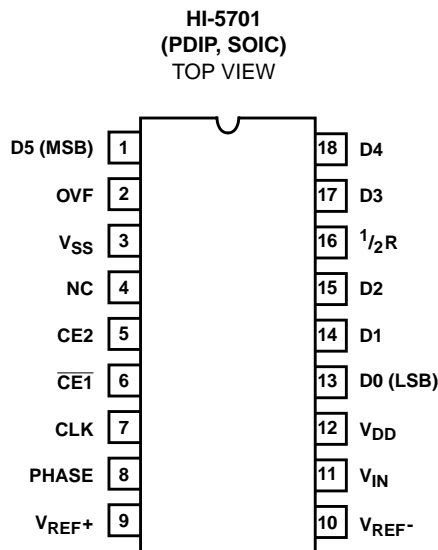 HI-5701
(PDIP, SOIC)
TOP VIEW
D5 (MSB) 1
OVF 2
VSS 3
NC 4
CE2 5
CE1 6
CLK 7
PHASE 8
VREF+ 9
18 D4
17 D3
16 1/2R
15 D2
14 D1
13 D0 (LSB)
12 VDD
11 VIN
10 VREF-